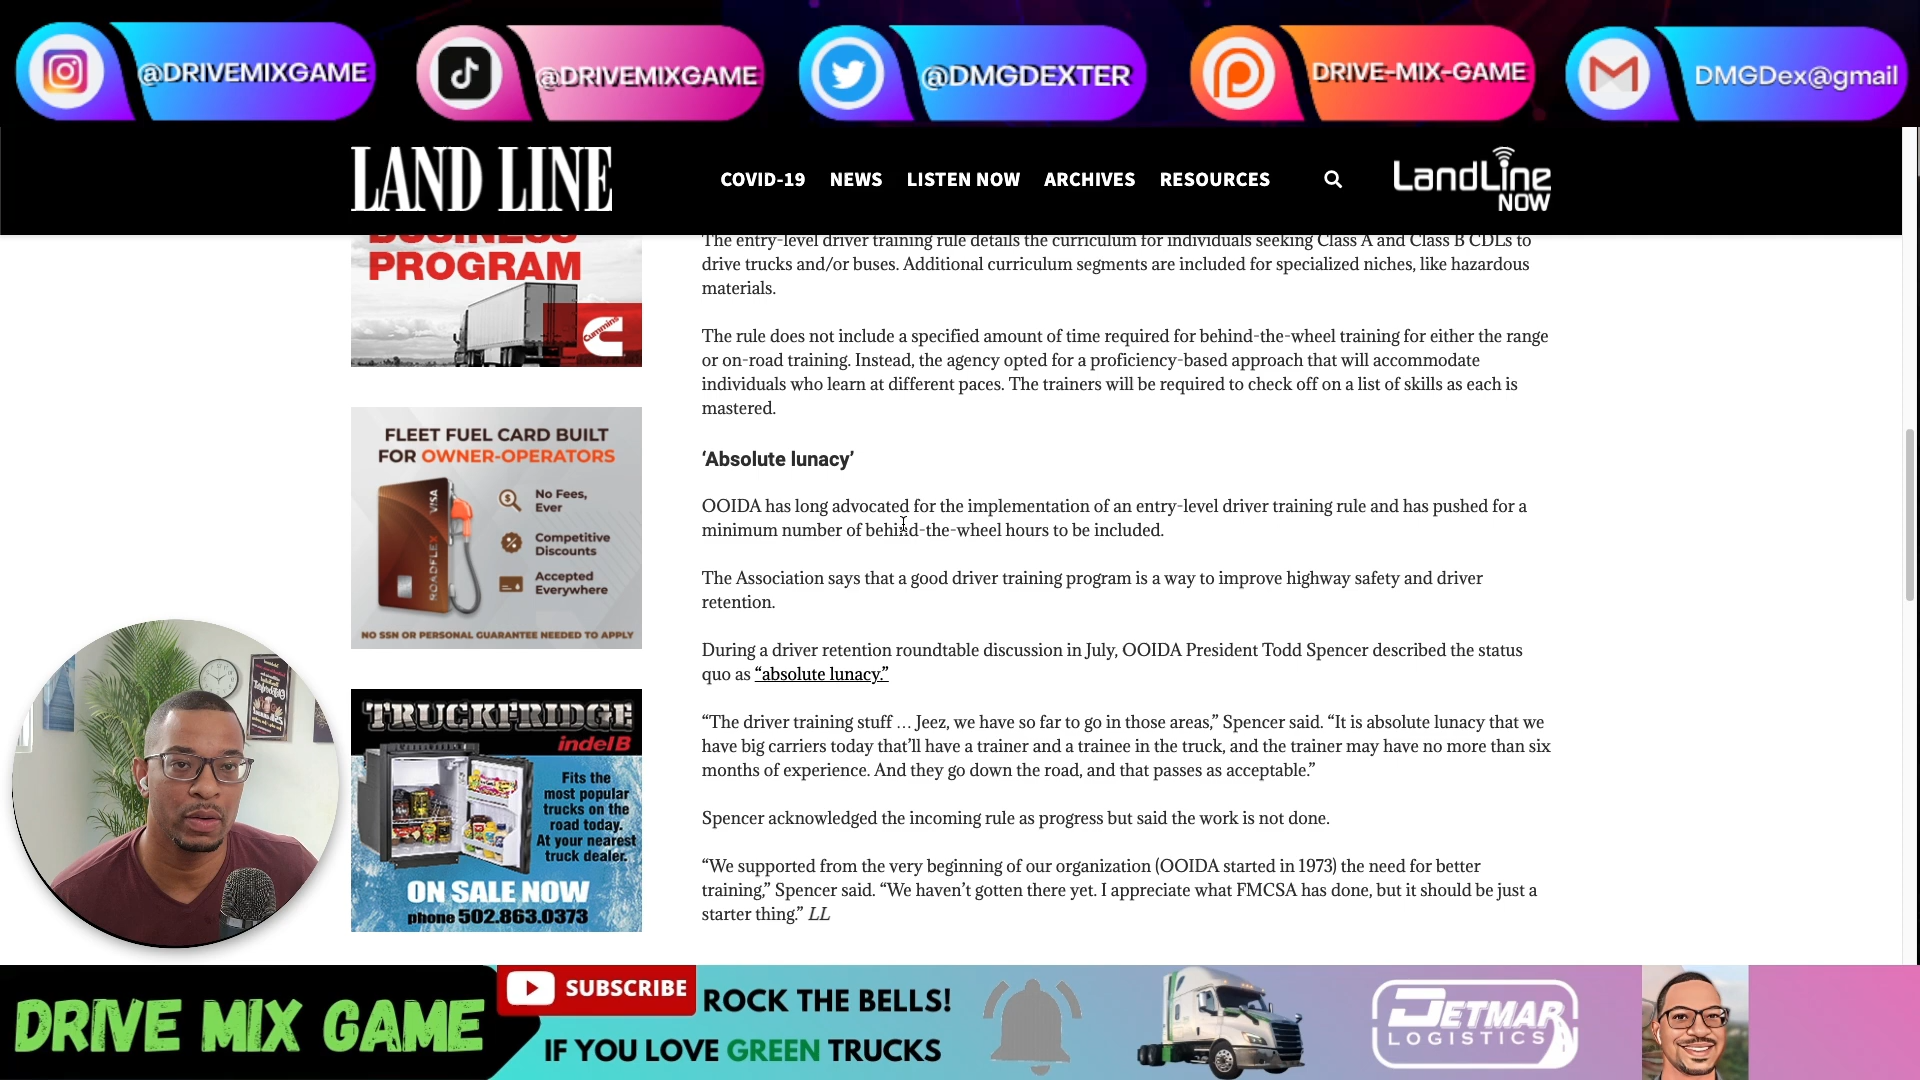 @DRIVEMIXGAME
@DRIVEMIXGAME
@DMGDEXTER
DRIVE-MIX-GAME
DMGDex@gmail
LAND LINE
COVID-19 NEWS LISTEN NOW ARCHIVES RESOURCES
LandLine
NOW
BUSINESS
PROGRAM
Cummins
FLEET FUEL CARD BUILT
FOR OWNER-OPERATORS
VISA
ROADFLEX
No Fees,
Ever
Competitive
Discounts
Accepted
Everywhere
NO SSN OR PERSONAL GUARANTEE NEEDED TO APPLY
TRUCKFRIDGE
indelB
Fits the
most popular
trucks on the
road today.
At your nearest
truck dealer.
ON SALE NOW
phone 502.863.0373
The entry-level driver training rule details the curriculum for individuals seeking Class A and Class B CDLs to
drive trucks and/or buses. Additional curriculum segments are included for specialized niches, like hazardous
materials.
The rule does not include a specified amount of time required for behind-the-wheel training for either the range
or on-road training. Instead, the agency opted for a proficiency-based approach that will accommodate
individuals who learn at different paces. The trainers will be required to check off on a list of skills as each is
mastered.
‘Absolute lunacy’
OOIDA has long advocated for the implementation of an entry-level driver training rule and has pushed for a
minimum number of behind-the-wheel hours to be included.
The Association says that a good driver training program is a way to improve highway safety and driver
retention.
During a driver retention roundtable discussion in July, OOIDA President Todd Spencer described the status
quo as “absolute lunacy.”
“The driver training stuff … Jeez, we have so far to go in those areas,” Spencer said. “It is absolute lunacy that we
have big carriers today that’ll have a trainer and a trainee in the truck, and the trainer may have no more than six
months of experience. And they go down the road, and that passes as acceptable.”
Spencer acknowledged the incoming rule as progress but said the work is not done.
“We supported from the very beginning of our organization (OOIDA started in 1973) the need for better
training,” Spencer said. “We haven’t gotten there yet. I appreciate what FMCSA has done, but it should be just a
starter thing.” LL
DRIVE MIX GAME
SUBSCRIBE
ROCK THE BELLS!
IF YOU LOVE GREEN TRUCKS
JETMAR
LOGISTICS